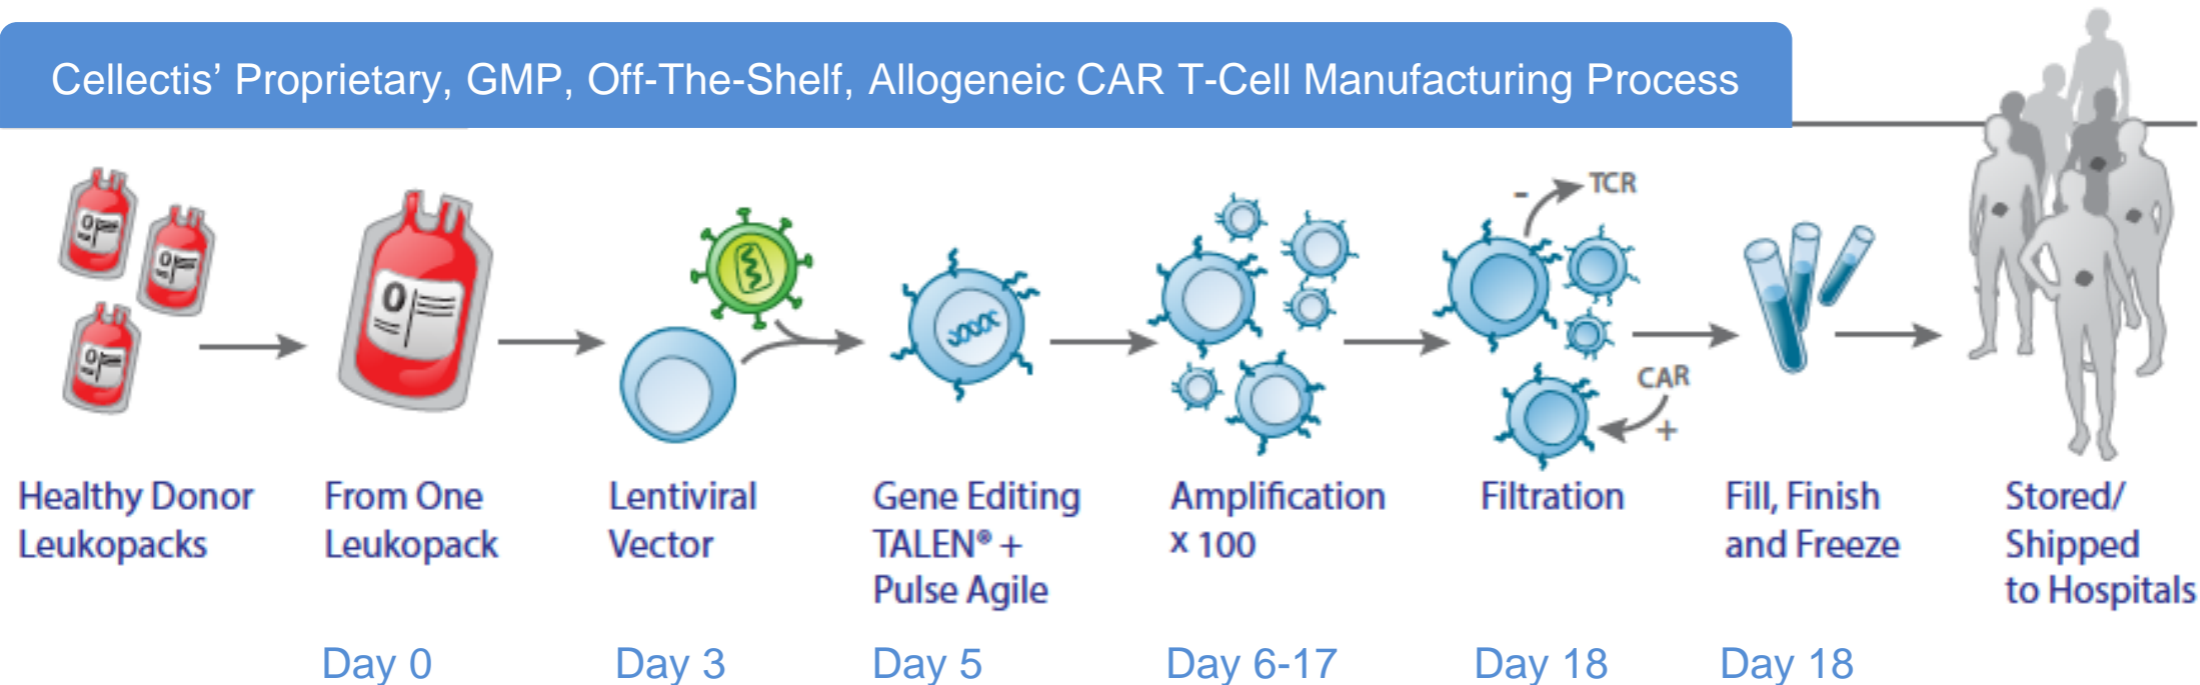 Cellectis’ Proprietary, GMP, Off-The-Shelf, Allogeneic CAR T-Cell Manufacturing Process
O
O
O
O
- TCR
CAR
+
Healthy Donor
Leukopacks
From One
Leukopack
Lentiviral
Vector
Gene Editing
TALEN® +
Pulse Agile
Amplification
x 100
Filtration
Fill, Finish
and Freeze
Stored/
Shipped
to Hospitals
Day 0
Day 3
Day 5
Day 6-17
Day 18
Day 18